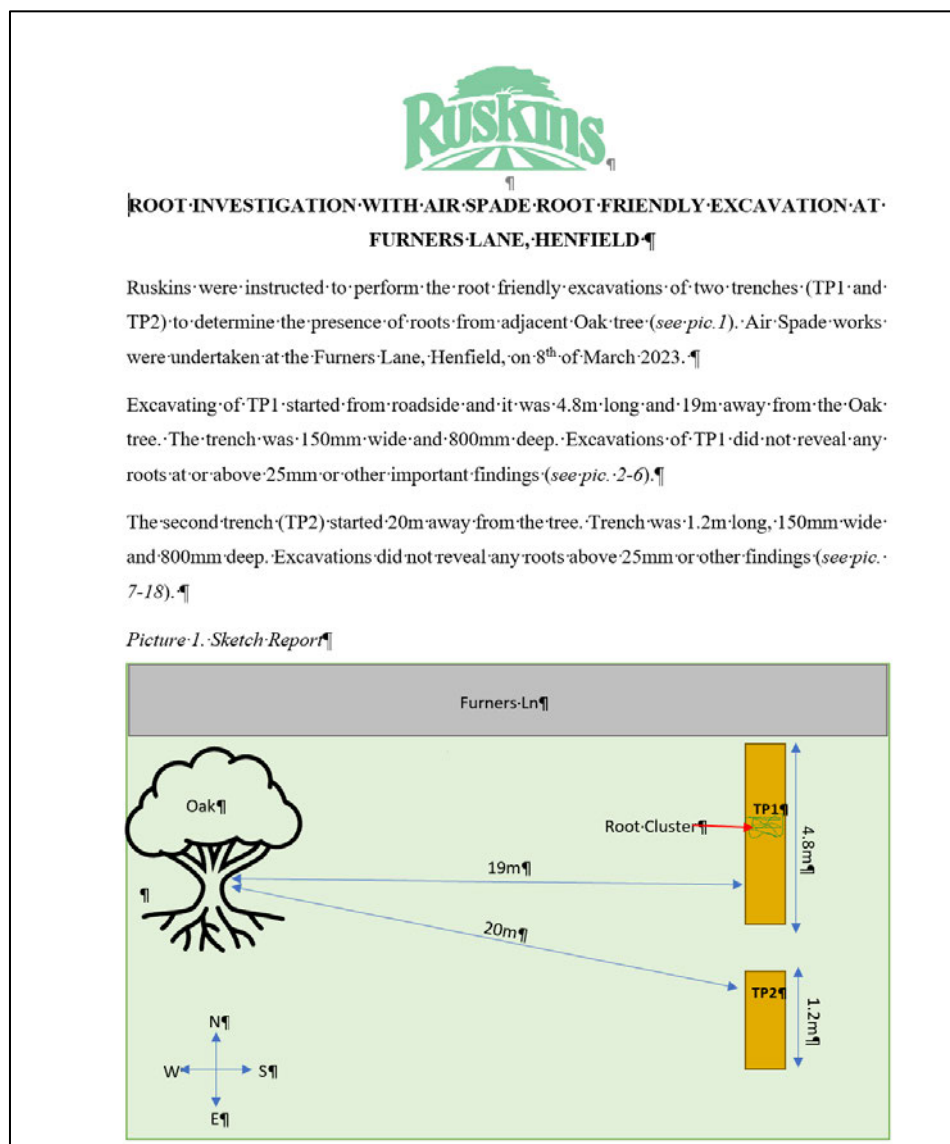 Ruskins¶
¶
ROOT·INVESTIGATION·WITH·AIR·SPADE·ROOT·FRIENDLY·EXCAVATION·AT·
FURNERS·LANE,·HENFIELD·¶
Ruskins·were·instructed·to·perform·the·root·friendly·excavations·of·two·trenches·(TP1·and·
TP2)·to·determine·the·presence·of·roots·from·adjacent·Oak·tree·(see·pic.1).·Air·Spade·works·
were·undertaken·at·the·Furners·Lane,·Henfield,·on·8th·of·March·2023.·¶
Excavating·of·TP1·started·from·roadside·and·it·was·4.8m·long·and·19m·away·from·the·Oak·
tree.·The·trench·was·150mm·wide·and·800mm·deep.·Excavations·of·TP1·did·not·reveal·any·
roots·at·or·above·25mm·or·other·important·findings·(see·pic.·2-6).¶
The·second·trench·(TP2)·started·20m·away·from·the·tree.·Trench·was·1.2m·long,·150mm·wide·
and·800mm·deep.·Excavations·did·not·reveal·any·roots·above·25mm·or·other·findings·(see·pic.·
7-18).·¶
Picture·1.·Sketch·Report¶
Furners·Ln¶
Oak¶
TP1¶
Root·Cluster¶
4.8m¶
19m¶
¶
20m¶
TP2¶
1.2m¶
N¶
W
S¶
E¶